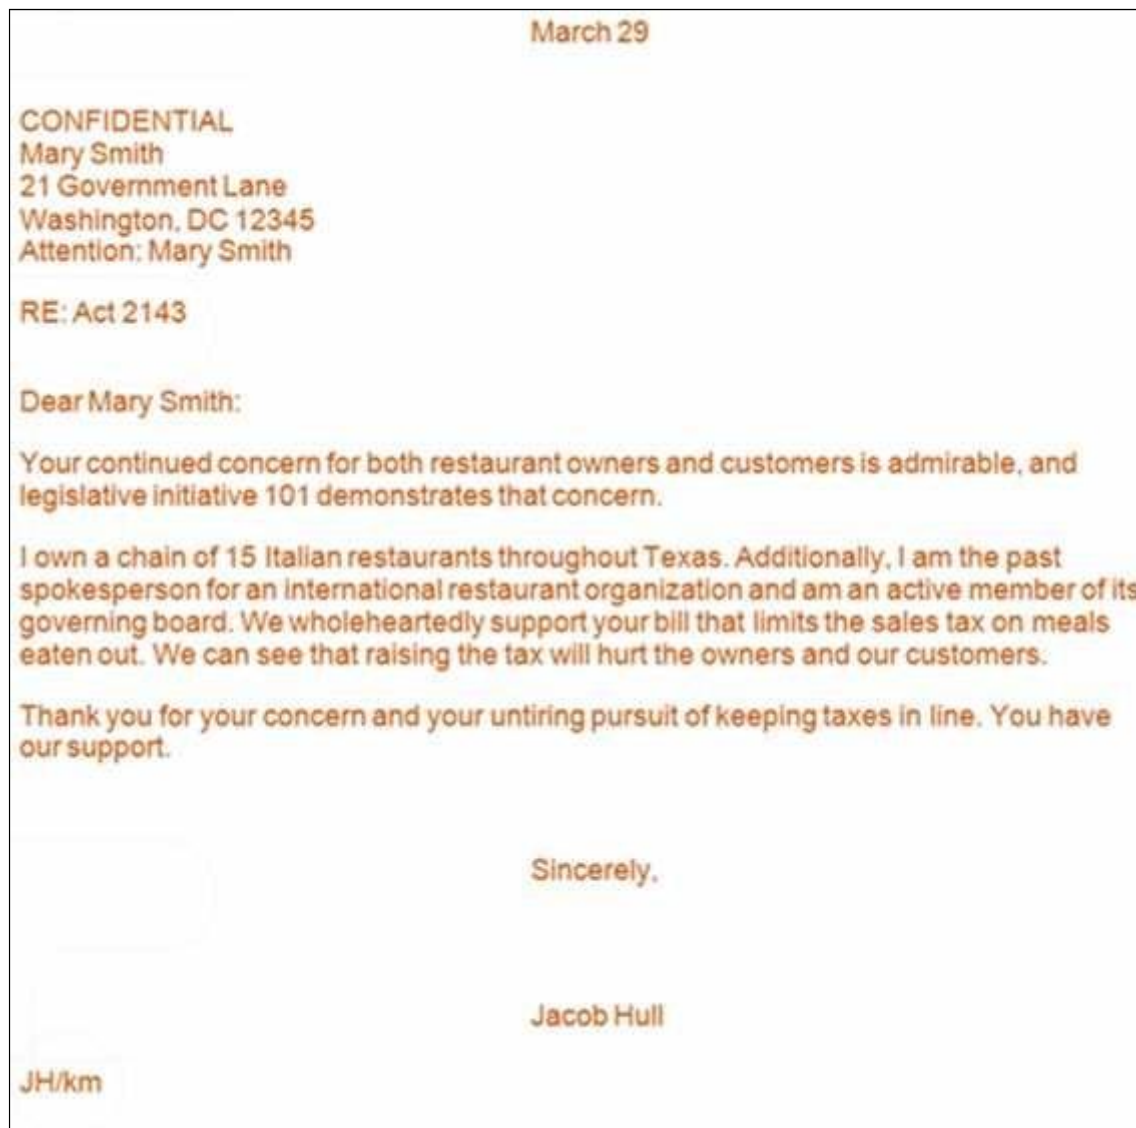 March 29
CONFIDENTIAL
Mary Smith
21 Government Lane
Washington, DC 12345
Attention: Mary Smith
RE: Act 2143
Dear Mary Smith:
Your continued concern for both restaurant owners and customers is admirable, and
legislative initiative 101 demonstrates that concern.
I own a chain of 15 Italian restaurants throughout Texas. Additionally, I am the past
spokesperson for an international restaurant organization and am an active member of its
governing board. We wholeheartedly support your bill that limits the sales tax on meals
eaten out. We can see that raising the tax will hurt the owners and our customers.
Thank you for your concern and your untiring pursuit of keeping taxes in line. You have
our support.
Sincerely,
Jacob Hull
JH/km